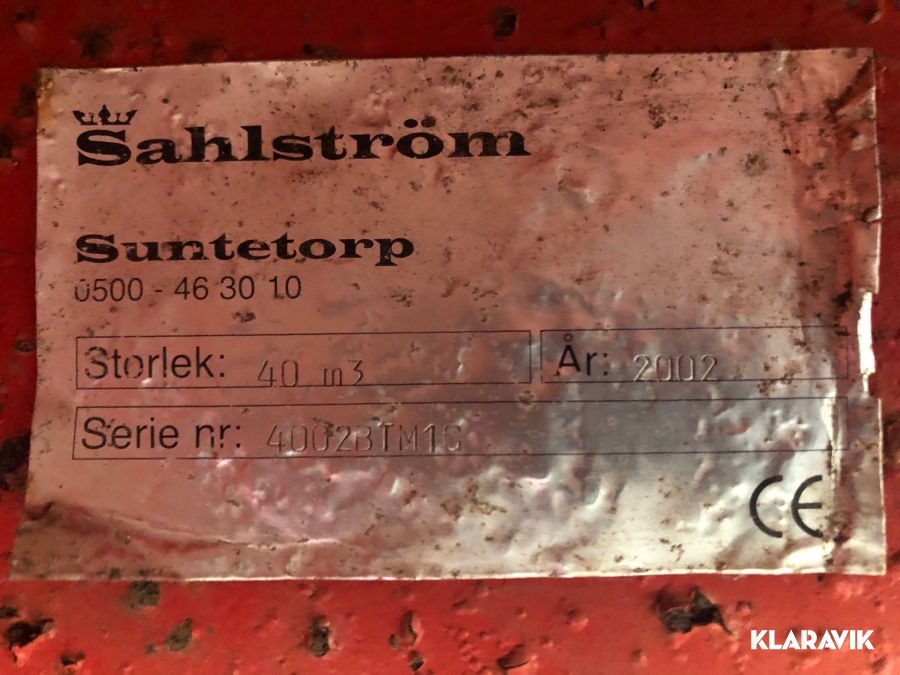 Sahlström
Suntetorp
0500 - 46 30 10
Storlek: 40 m3
År: 2002
Serie nr: 4002BTM1G
CE
KLARAVIK